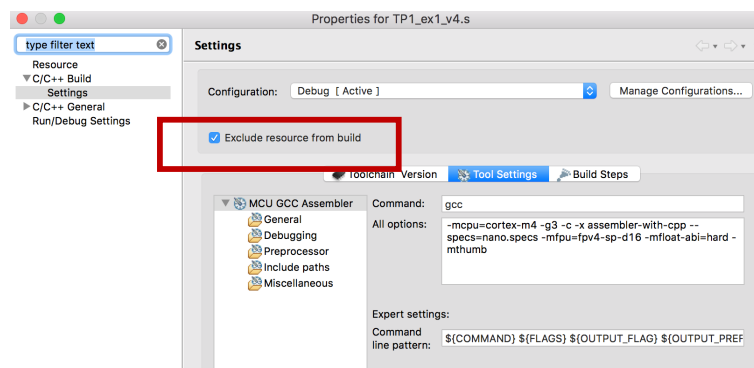 Properties for TP1_ex1_v4.s
type filter text
Settings
Resource
C/C++ Build
Settings
C/C++ General
Run/Debug Settings
Configuration: Debug [ Active ] Manage Configurations...
Exclude resource from build
Toolchain Version Tool Settings Build Steps
MCU GCC Assembler
General
Debugging
Preprocessor
Include paths
Miscellaneous
Command: gcc
All options: -mcpu=cortex-m4 -g3 -c -x assembler-with-cpp --
specs=nano.specs -mfpu=fpv4-sp-d16 -mfloat-abi=hard -
mthumb
Expert settings:
Command
line pattern: ${COMMAND} ${FLAGS} ${OUTPUT_FLAG} ${OUTPUT_PREF